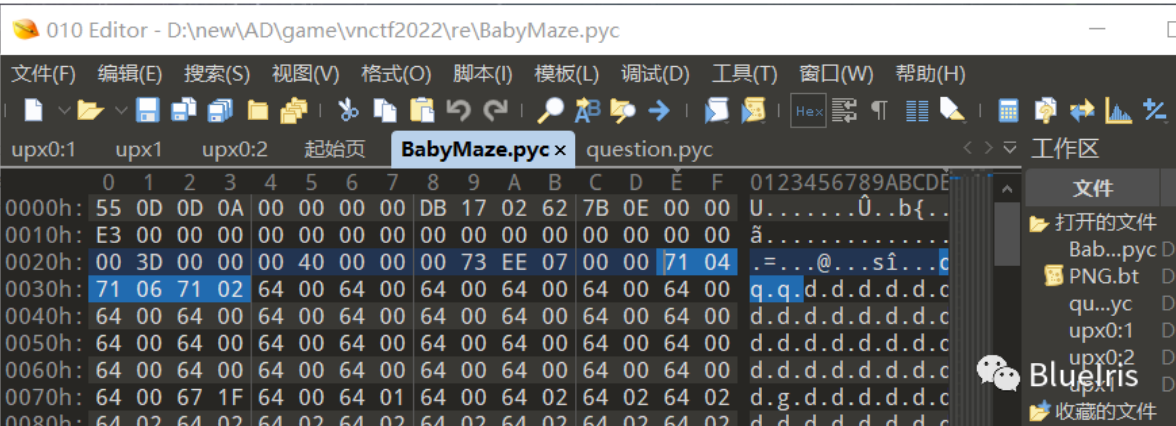 010 Editor - D:\new\AD\game\vnctf2022\re\BabyMaze.pyc
文件(F) 编辑(E) 搜索(S) 视图(V) 格式(O) 脚本(I) 模板(L) 调试(D) 工具(T) 窗口(W) 帮助(H)
Hex
upx0:1 upx1 upx0:2 起始页 BabyMaze.pyc × question.pyc 工作区
0 1 2 3 4 5 6 7 8 9 A B C D E F 0123456789ABCDE 文件
0000h: 55 0D 0D 0A 00 00 00 00 DB 17 02 62 7B 0E 00 00 U.......Û..b{..
打开的文件
0010h: E3 00 00 00 00 00 00 00 00 00 00 00 00 00 00 00 ã..............
Bab...pyc D
0020h: 00 3D 00 00 00 40 00 00 00 73 EE 07 00 00 71 04 .=...@...sî...q
PNG.bt D
0030h: 71 06 71 02 64 00 64 00 64 00 64 00 64 00 64 00 q.q.d.d.d.d.d.d
qu...yc D
0040h: 64 00 64 00 64 00 64 00 64 00 64 00 64 00 64 00 d.d.d.d.d.d.d.d
upx0:1 D
0050h: 64 00 64 00 64 00 64 00 64 00 64 00 64 00 64 00 d.d.d.d.d.d.d.d
upx0:2 D
0060h: 64 00 64 00 64 00 64 00 64 00 64 00 64 00 64 00 d.d.d.d.d.d.d.d
BlueIris
upx1 D
0070h: 64 00 67 1F 64 00 64 01 64 00 64 02 64 02 64 02 d.g.d.d.d.d.d.d
收藏的文件
0080h: 64 02 64 02 64 02 64 02 64 02 64 02 64 02 64 02 d.d.d.d.d.d.d.d